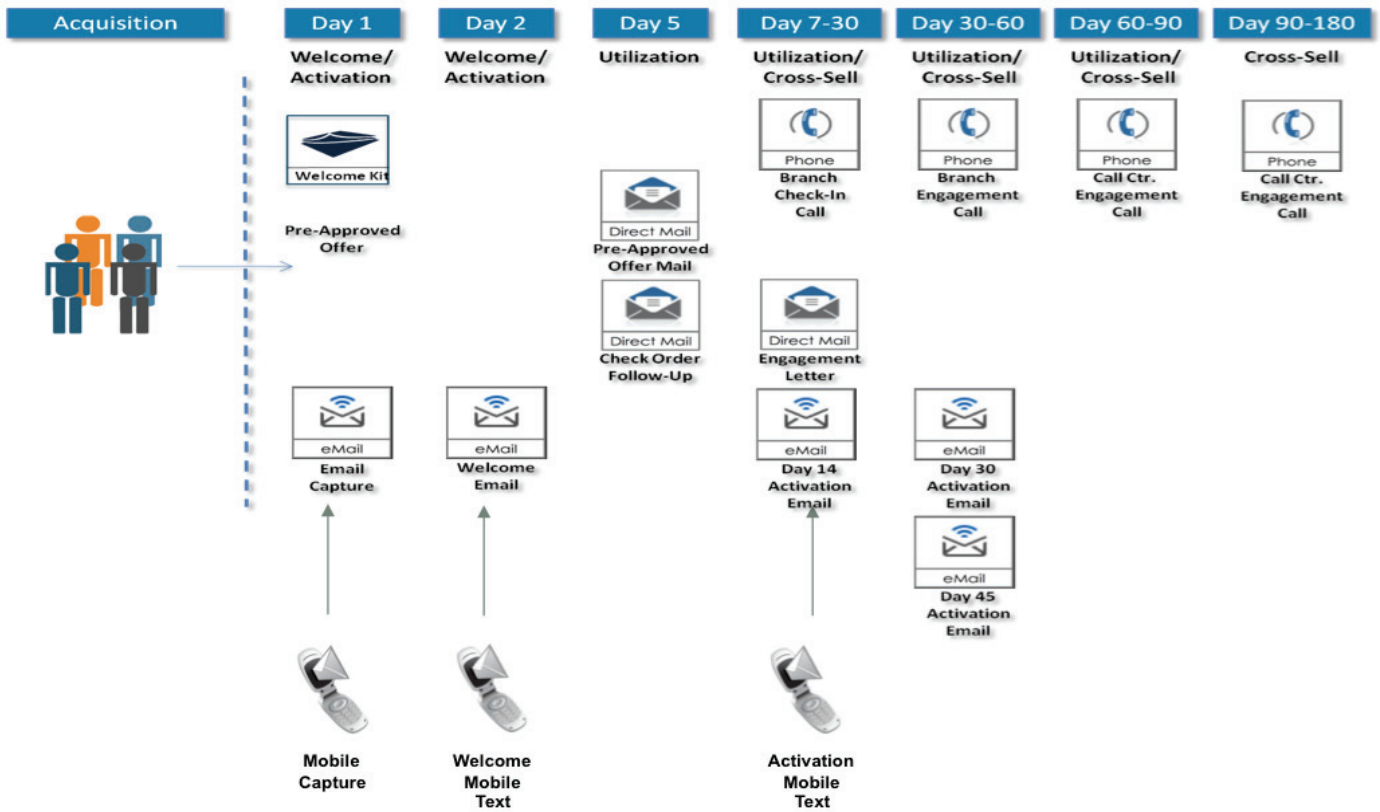 Acquisition
Day 1
Day 2
Day 5
Day 7-30
Day 30-60
Day 60-90
Day 90-180
Welcome/
Activation
Welcome/
Activation
Utilization
Utilization/
Cross-Sell
Utilization/
Cross-Sell
Utilization/
Cross-Sell
Cross-Sell
Welcome Kit
Pre-Approved
Offer
Direct Mail
Pre-Approved
Offer Mail
Direct Mail
Check Order
Follow-Up
Phone
Branch
Check-In
Call
Phone
Branch
Engagement
Call
Phone
Call Ctr.
Engagement
Call
Phone
Call Ctr.
Engagement
Call
Direct Mail
Engagement
Letter
eMail
Email
Capture
eMail
Welcome
Email
eMail
Day 14
Activation
Email
eMail
Day 30
Activation
Email
eMail
Day 45
Activation
Email
Mobile
Capture
Welcome
Mobile
Text
Activation
Mobile
Text